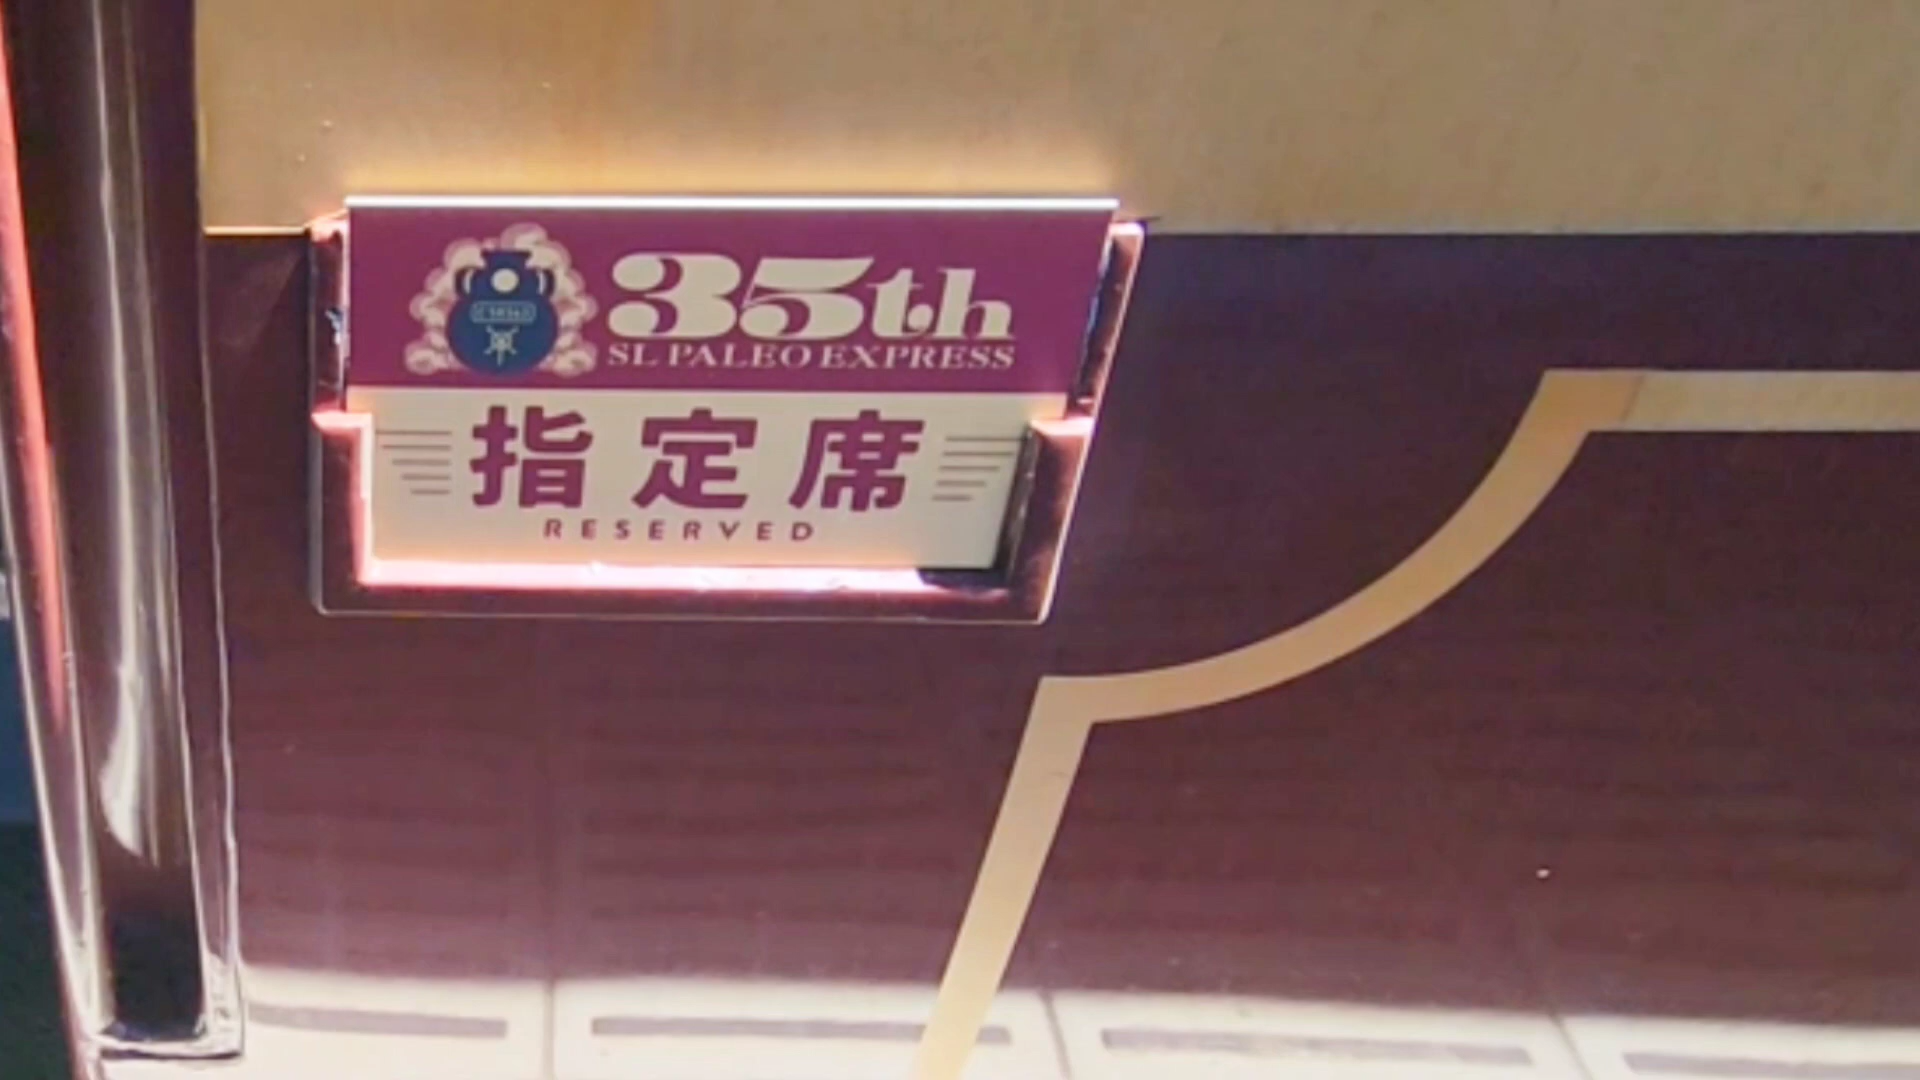 35th
SL PALEO EXPRESS
指定席
RESERVED